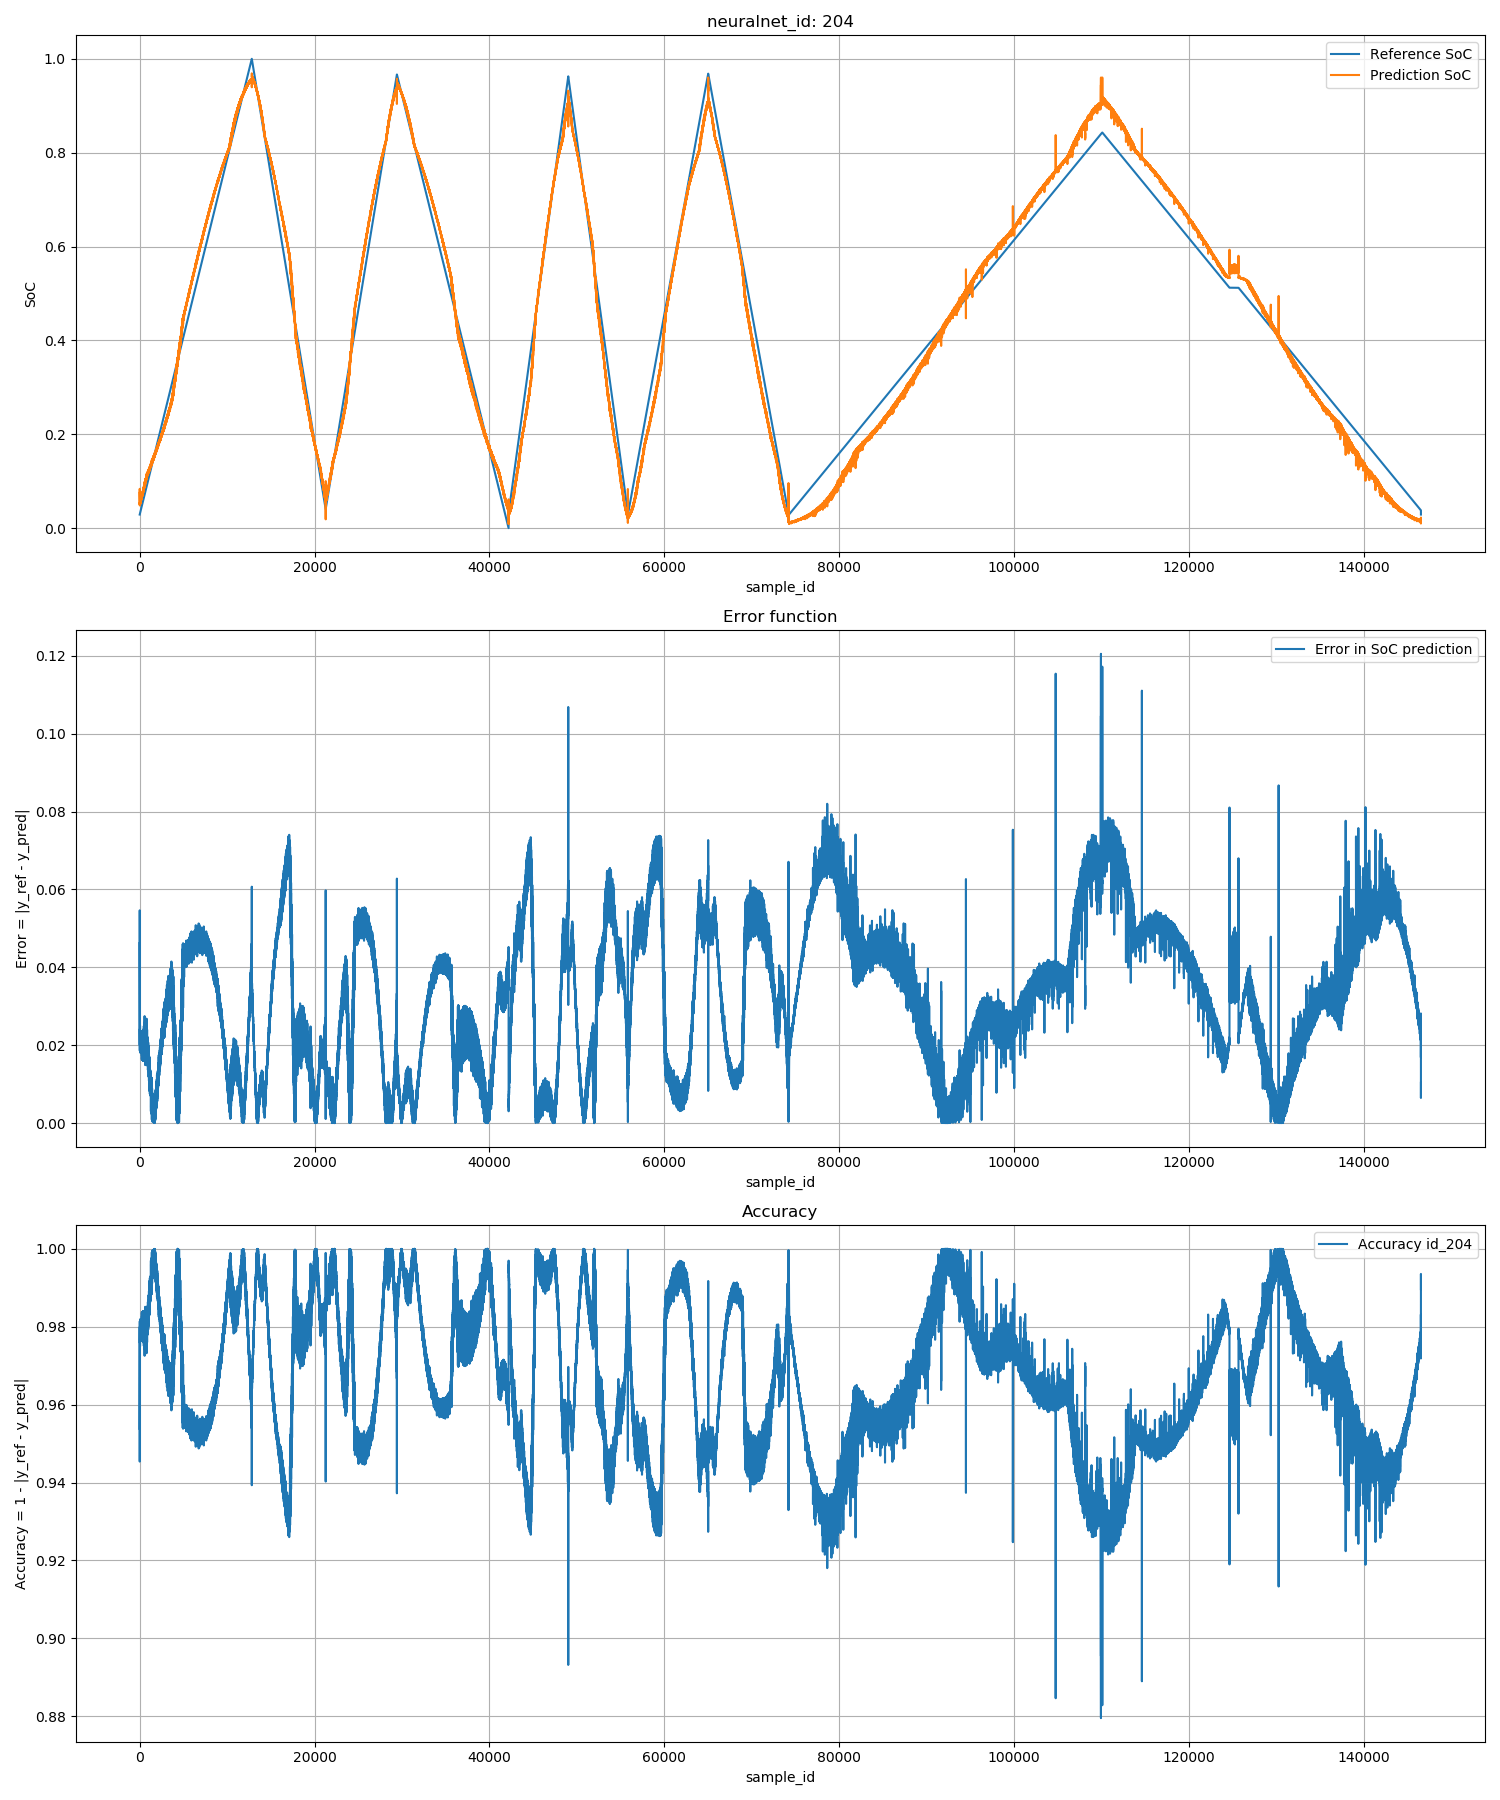 neuralnet_id: 204
Reference SoC
Prediction SoC
1.0
0.8
0.6
0.4
0.2
0.0
SoC
0 20000 40000 60000 80000 100000 120000 140000
sample_id
Error function
Error in SoC prediction
0.12
0.10
0.08
0.06
0.04
0.02
0.00
Error = |y_ref - y_pred|
0 20000 40000 60000 80000 100000 120000 140000
sample_id
Accuracy
Accuracy id_204
1.00
0.98
0.96
0.94
0.92
0.90
0.88
Accuracy = 1 - |y_ref - y_pred|
0 20000 40000 60000 80000 100000 120000 140000
sample_id